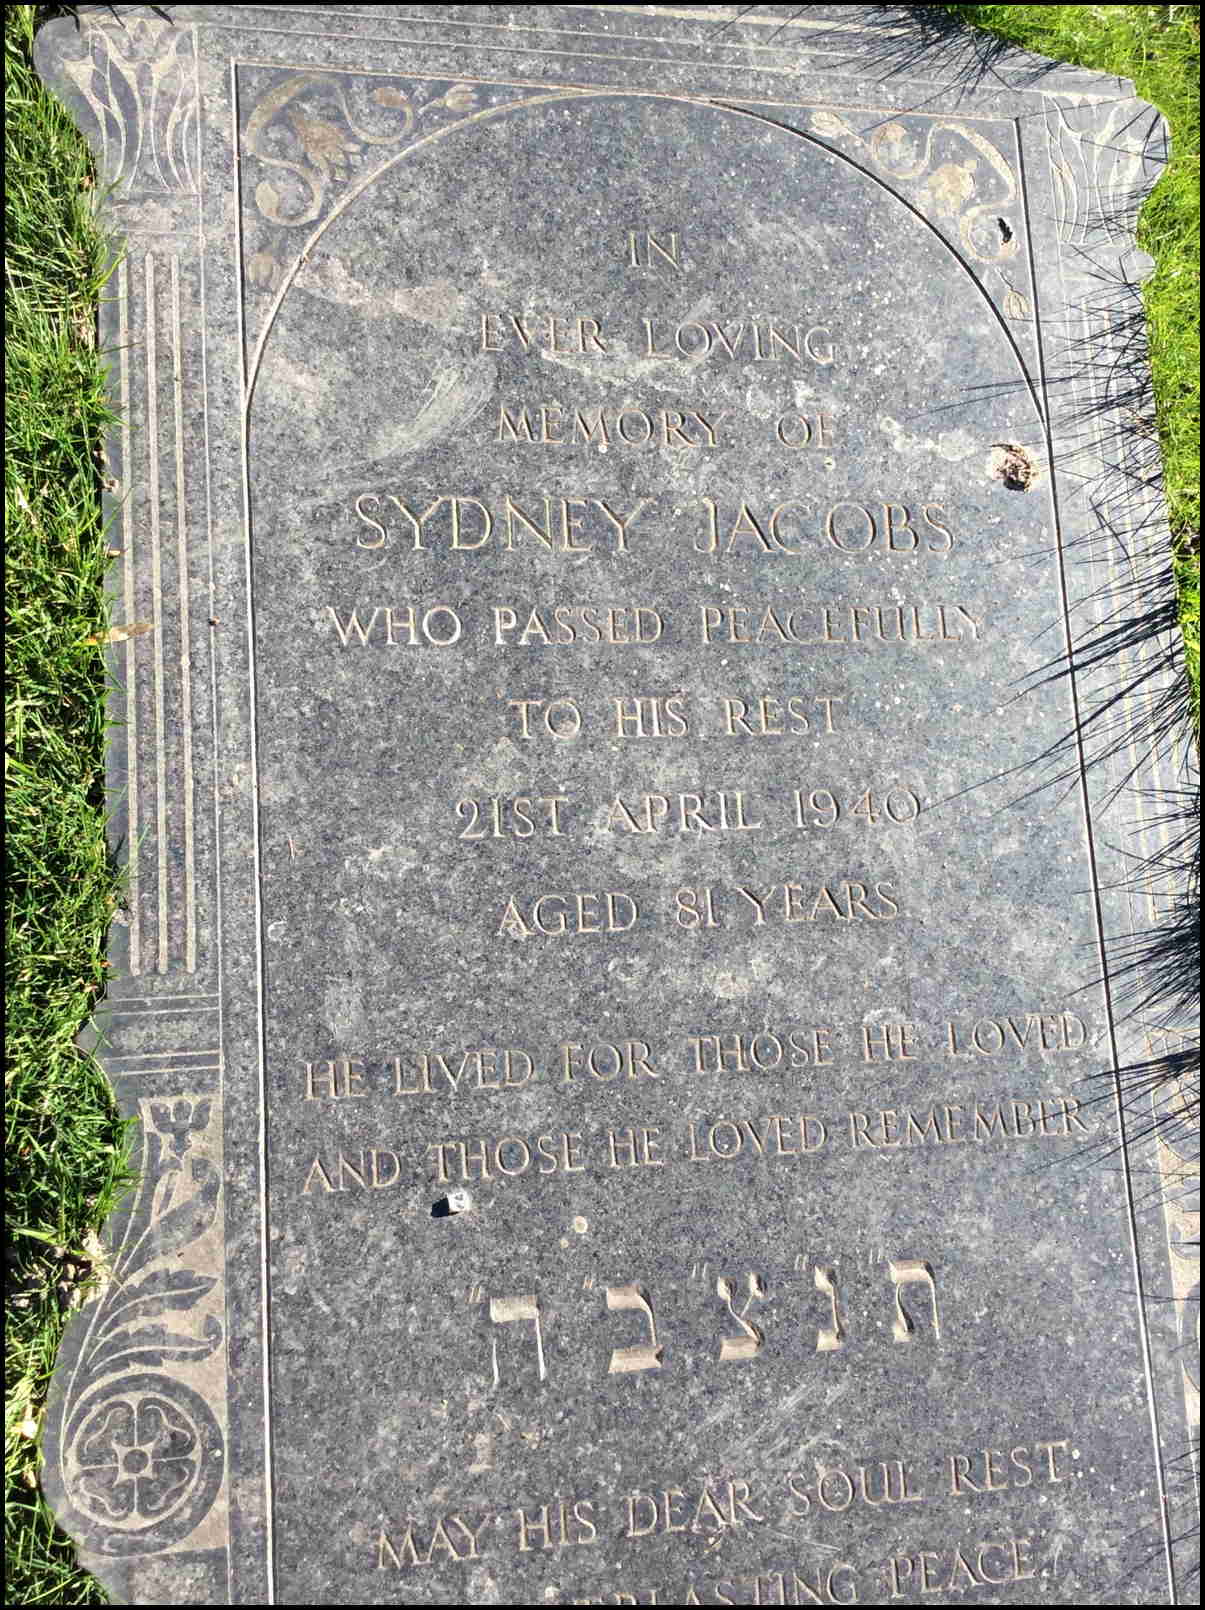 IN
EVER LOVING
MEMORY OF
SYDNEY JACOBS
WHO PASSED PEACEFULLY
TO HIS REST
21ST APRIL 1940
AGED 81 YEARS
HE LIVED FOR THOSE HE LOVED
AND THOSE HE LOVED REMEMBER.
ת"נ"צ"ב"ה"
MAY HIS DEAR SOUL REST
PEACE